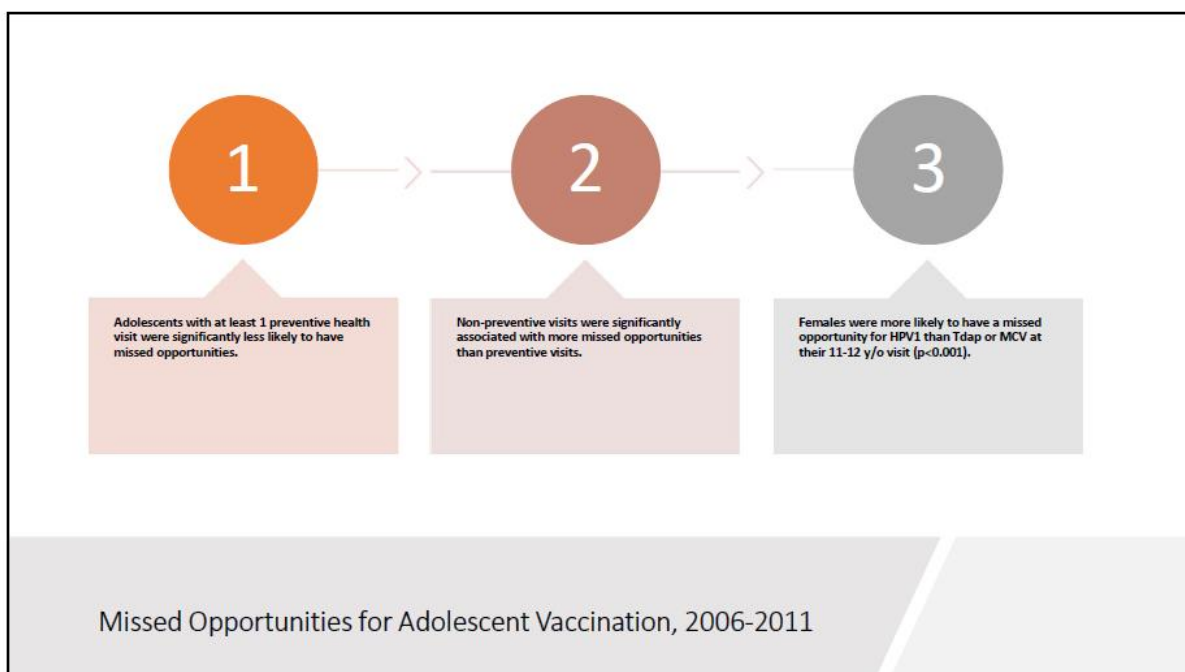 1
2
3
Adolescents with at least 1 preventive health
visit were significantly less likely to have
missed opportunities.
Non-preventive visits were significantly
associated with more missed opportunities
than preventive visits.
Females were more likely to have a missed
opportunity for HPV1 than Tdap or MCV at
their 11-12 y/o visit (p<0.001).
Missed Opportunities for Adolescent Vaccination, 2006-2011